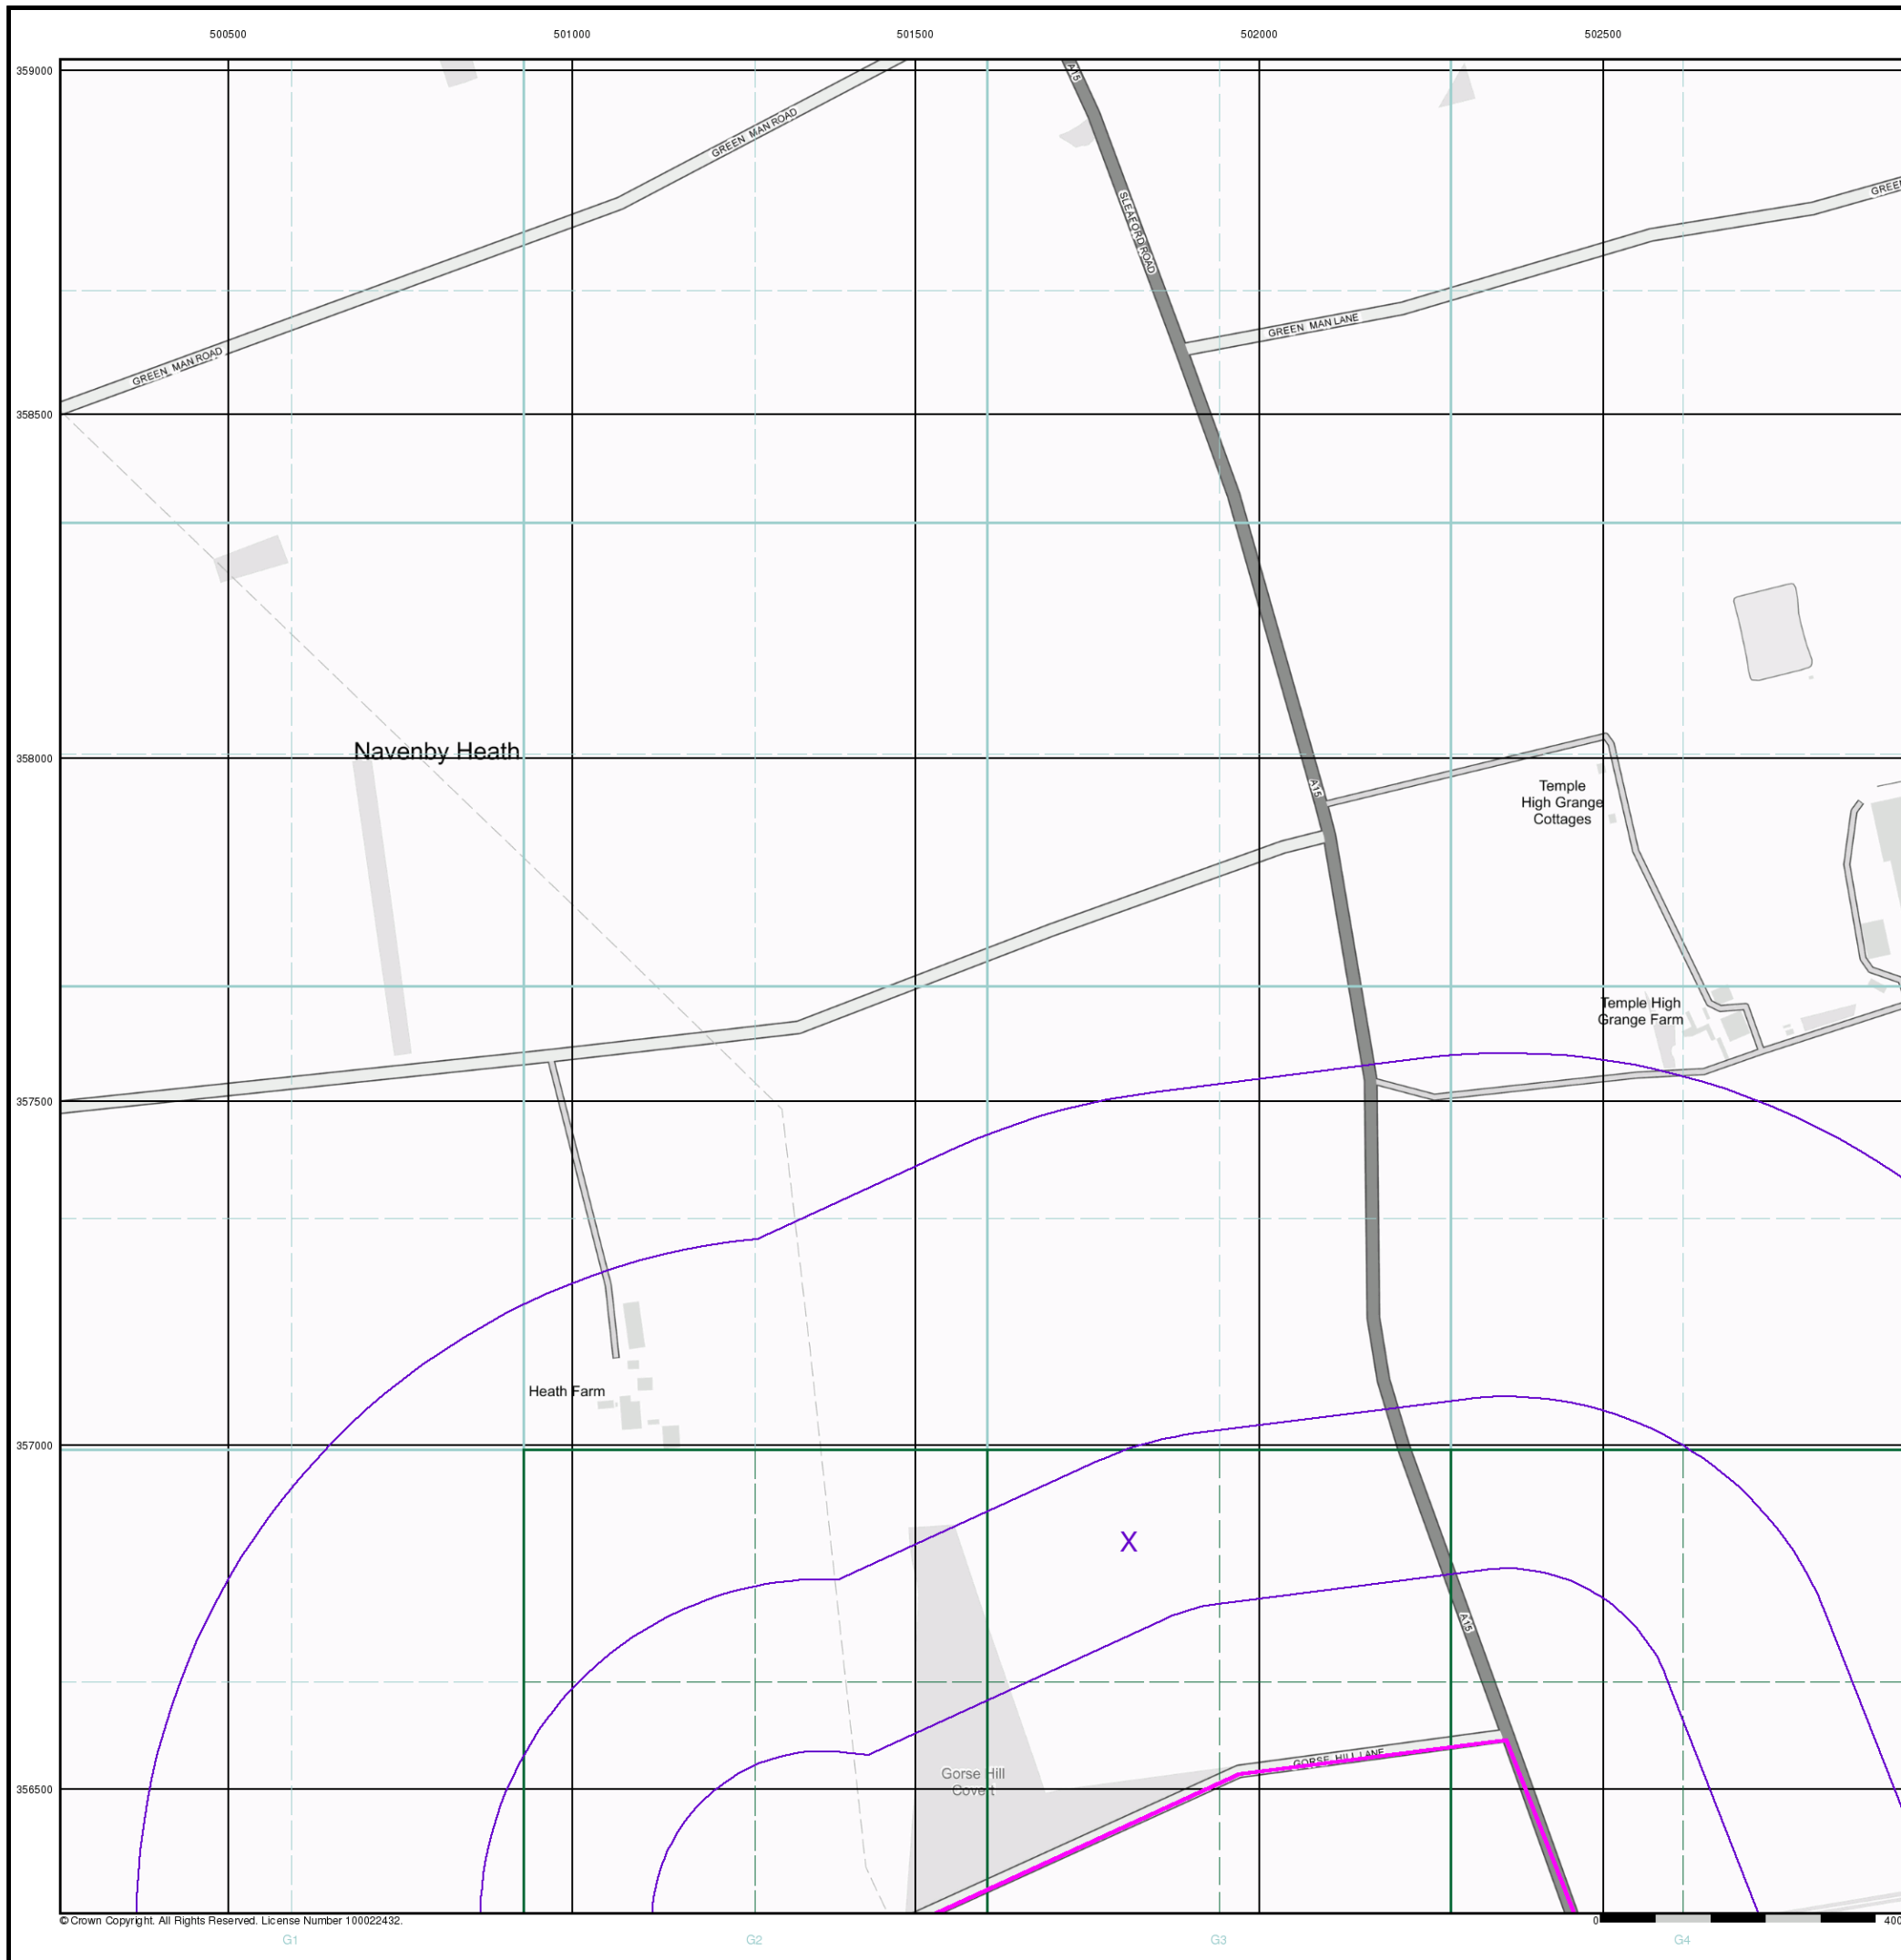 500500 501000 501500 502000 502500
359000
A15
GREEN MAN ROAD
GREEN
SLEAFORD ROAD
GREEN MAN LANE
GREEN MAN ROAD
358500
Navenby Heath
358000
A15
Temple
High Grange
Cottages
Temple High
Grange Farm
357500
Heath Farm
357000
X
A15
GORSE HILL LANE
Gorse Hill
Covert
356500
© Crown Copyright. All Rights Reserved. License Number 100022432.
0 400
G1 G2 G3 G4